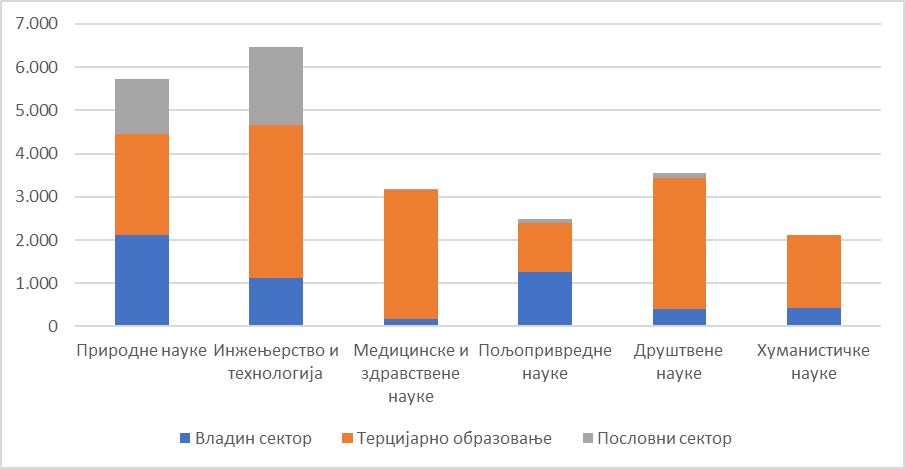 7.000
6.000
5.000
4.000
3.000
2.000
1.000
0
Природне науке
Инжењерство и
технологија
Медицинске и
здравствене
науке
Пољопривредне
науке
Друштвене
науке
Хуманистичке
науке
Владин сектор
Терцијарно образовање
Пословни сектор